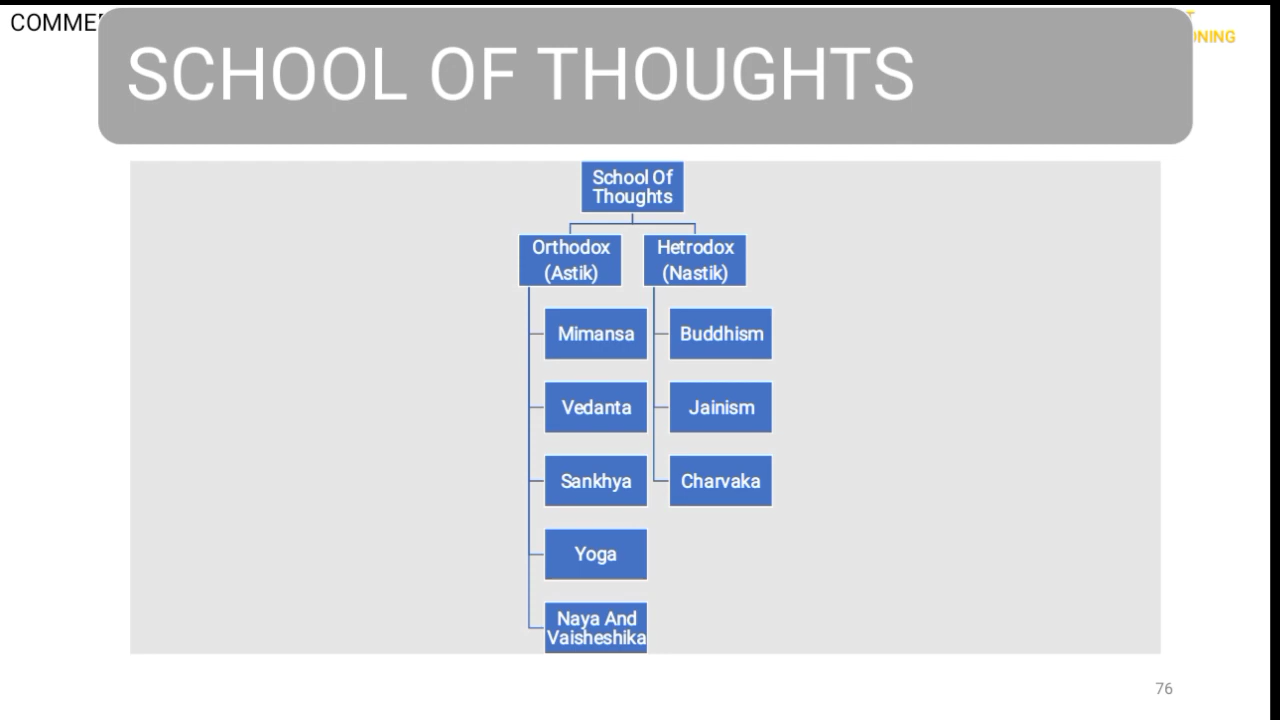 COMME
SCHOOL OF THOUGHTS
NING
School Of
Thoughts
Orthodox
(Astik)
Hetrodox
(Nastik)
Mimansa
Buddhism
Vedanta
Jainism
Sankhya
Charvaka
Yoga
Naya And
Vaisheshika
76